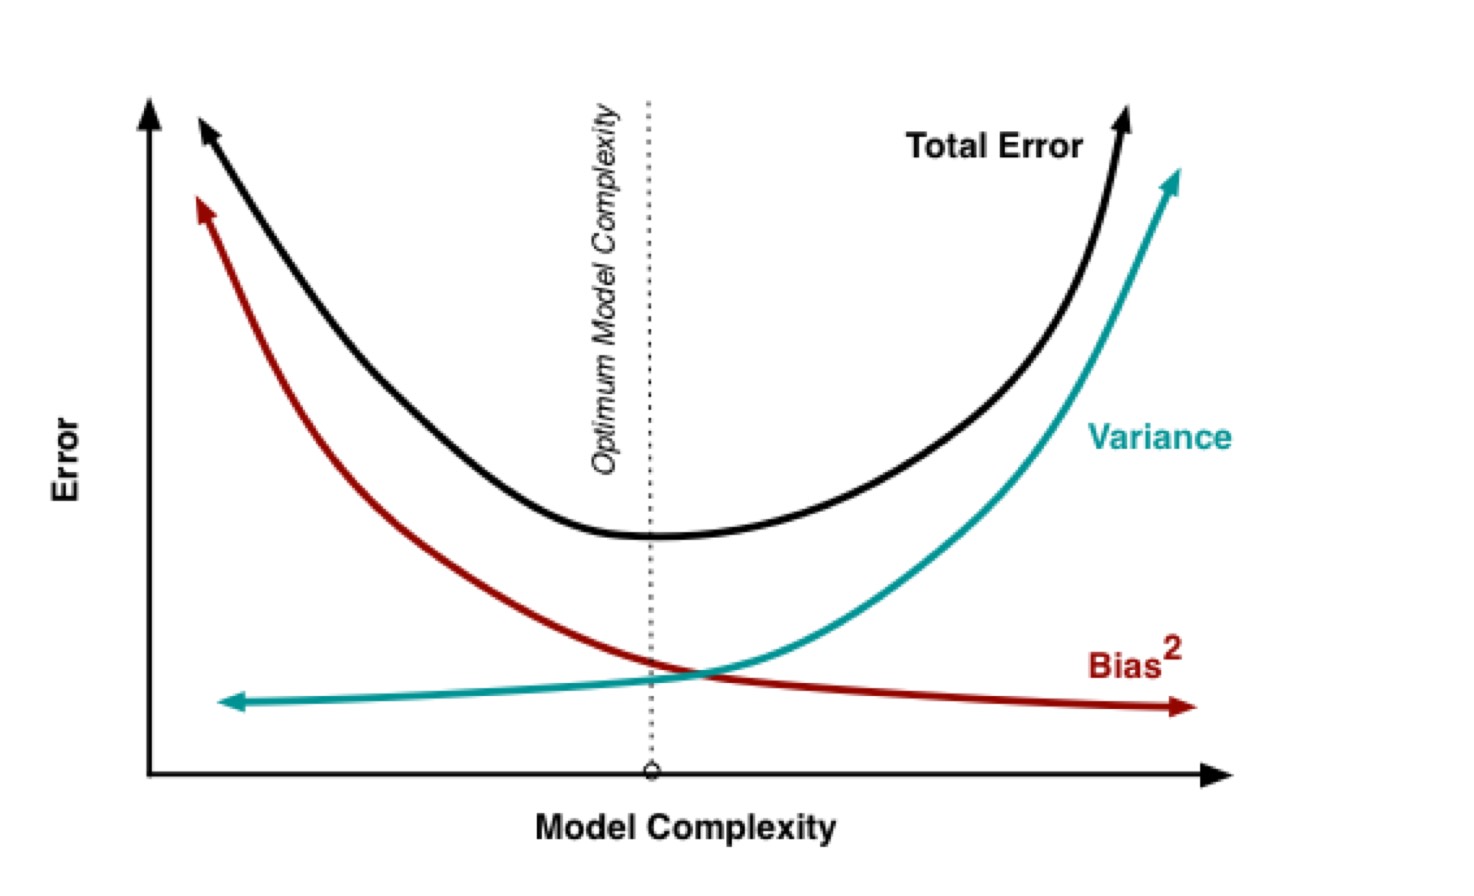 Optimum Model Complexity
Total Error
Variance
Error
Bias²
Model Complexity